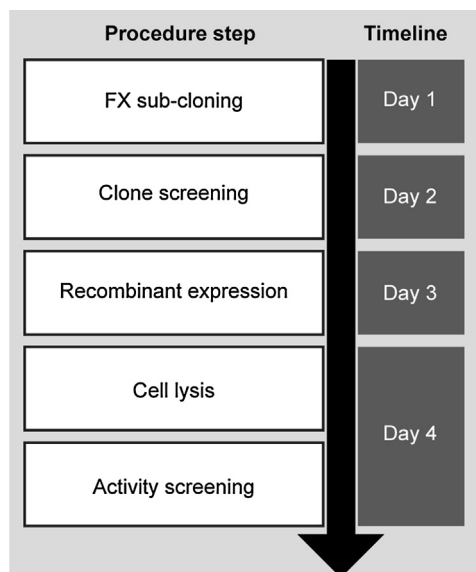 Procedure step Timeline
FX sub-cloning Day 1
Clone screening Day 2
Recombinant expression Day 3
Cell lysis
Day 4
Activity screening